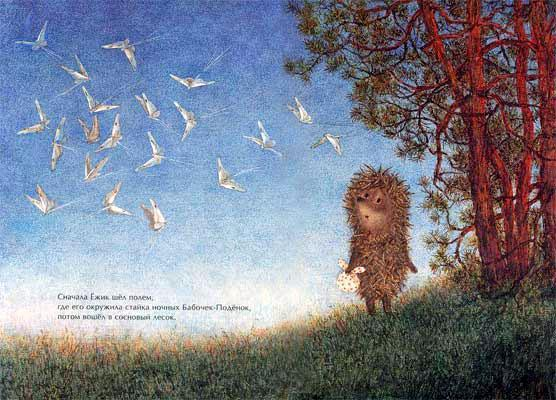 Сначала Ёжик шёл полем,
где его окружила стайка ночных Бабочек-Подёнок,
потом вошёл в сосновый лесок,